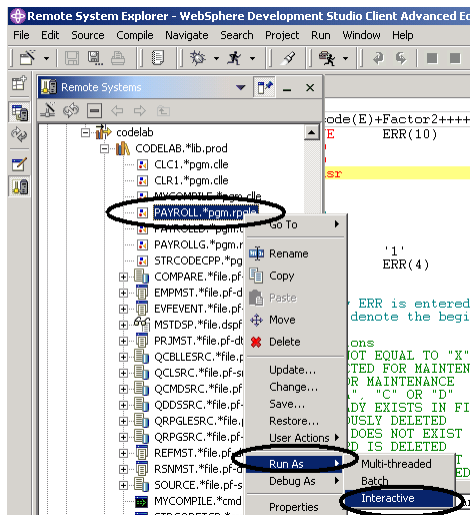 Remote System Explorer - WebSphere Development Studio Client Advanced Ed
File Edit Source Compile Navigate Search Project Run Window Help
Remote Systems
codelab
CODELAB.*lib.prod
CLC1.*pgm.clle
CLR1.*pgm.clle
MYCOMPILE.*pgm.clle
PAYROLL.*pgm.rpgle
PAYROLLG.*pgm.r
STRCODECPP.*pg
COMPARE.*file.pf-
EMPMST.*file.pf-d
EVFEVENT.*file.pf-
MSTDSP.*file.dspf
PRJMST.*file.pf-d
QCBLLESRC.*file.p
QCLSRC.*file.pf-sr
QCMDSRC.*file.pf
QDDSSRC.*file.pf
QRPGLESRC.*file
QRPGSRC.*file.pf
REFMST.*file.pf-d
RSNMST.*file.pf-d
SOURCE.*file.pf-s
MYCOMPILE.*cmd
Go To
Rename
Copy
Paste
Move
Delete
Update...
Change...
Save...
Restore...
User Actions
Run As
Debug As
Properties
Multi-threaded
Batch
Interactive
ode(E)+Factor2++++
E ERR(10)
sr
'1'
ERR(4)
y ERR is entered
denote the begi
ions
NOT EQUAL TO "X"
TED FOR MAINTEN
OR MAINTENANCE
", "C" OR "D"
ADY EXISTS IN FI
OUSLY DELETED
DOES NOT EXIST
D IS DELETED